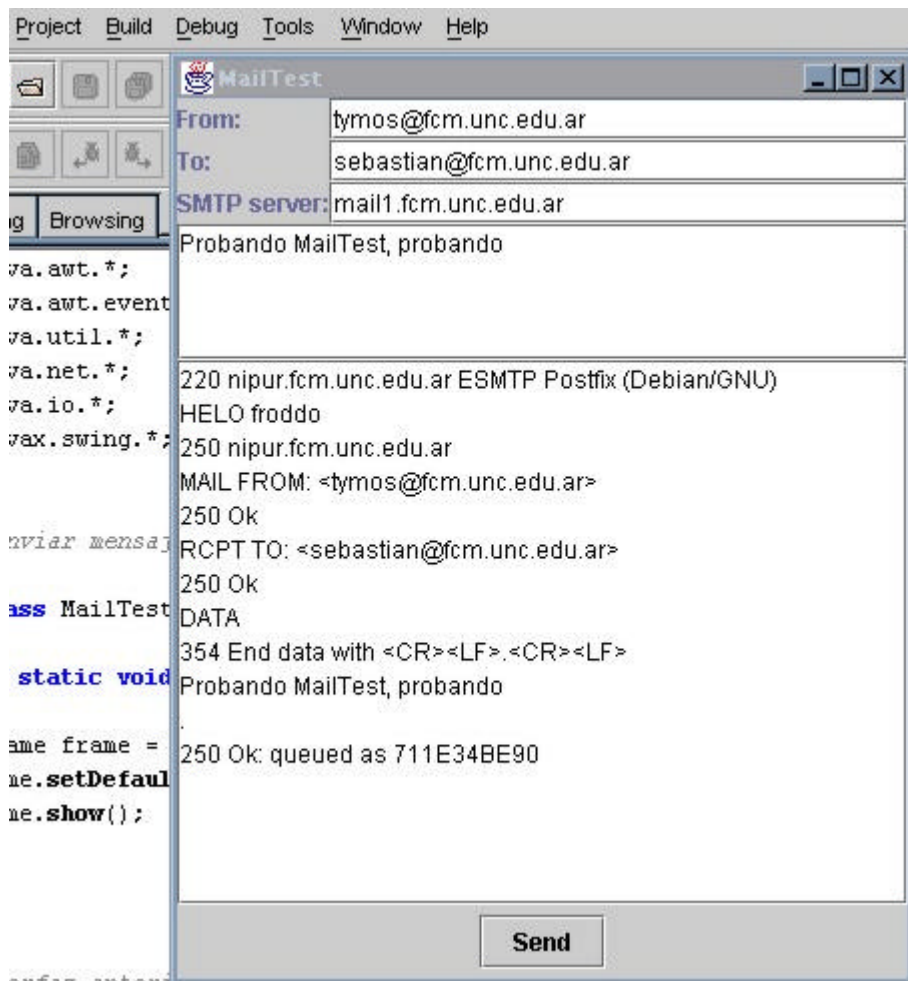 Project Build Debug Tools Window Help
MailTest
From: tymos@fcm.unc.edu.ar
To: sebastian@fcm.unc.edu.ar
SMTP server: mail1.fcm.unc.edu.ar
Probando MailTest, probando
220 nipur.fcm.unc.edu.ar ESMTP Postfix (Debian/GNU)
HELO froddo
250 nipur.fcm.unc.edu.ar
MAIL FROM: <tymos@fcm.unc.edu.ar>
250 Ok
RCPT TO: <sebastian@fcm.unc.edu.ar>
250 Ok
DATA
354 End data with <CR><LF>.<CR><LF>
Probando MailTest, probando
.
250 Ok: queued as 711E34BE90
Send
g Browsing
va.awt.*;
va.awt.event
va.util.*;
va.net.*;
va.io.*;
vax.swing.*;
nviar mensaj
ass MailTest
static void
ame frame =
me.setDefaul
me.show();